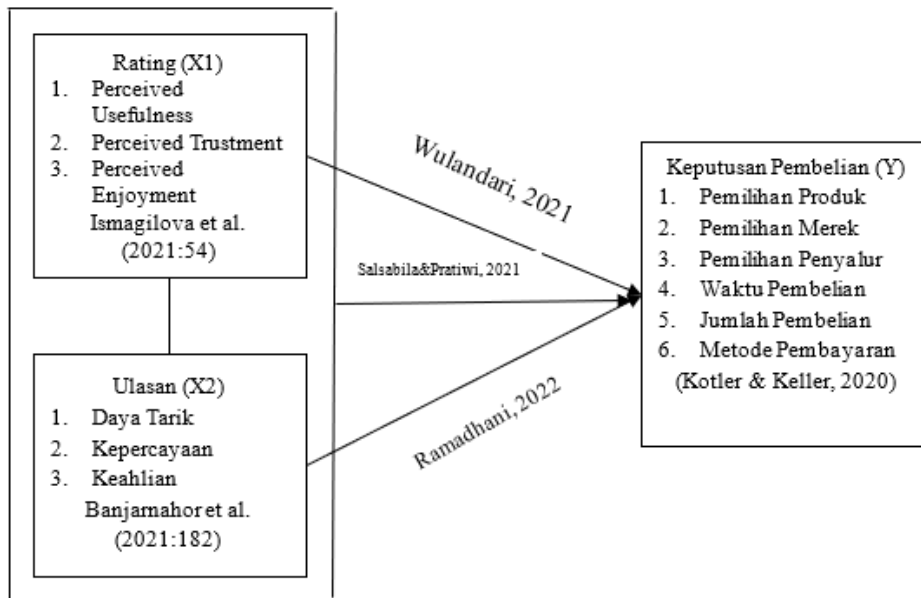 Rating (X1)
1. Perceived
Usefulness
2. Perceived Trustment
3. Perceived
Enjoyment
Ismagilova et al.
(2021:54)
Ulasan (X2)
1. Daya Tarik
2. Kepercayaan
3. Keahlian
Banjarnahor et al.
(2021:182)
Wulandari, 2021
Salsabila&Pratiwi, 2021
Ramadhani, 2022
Keputusan Pembelian (Y)
1. Pemilihan Produk
2. Pemilihan Merek
3. Pemilihan Penyalur
4. Waktu Pembelian
5. Jumlah Pembelian
6. Metode Pembayaran
(Kotler & Keller, 2020)